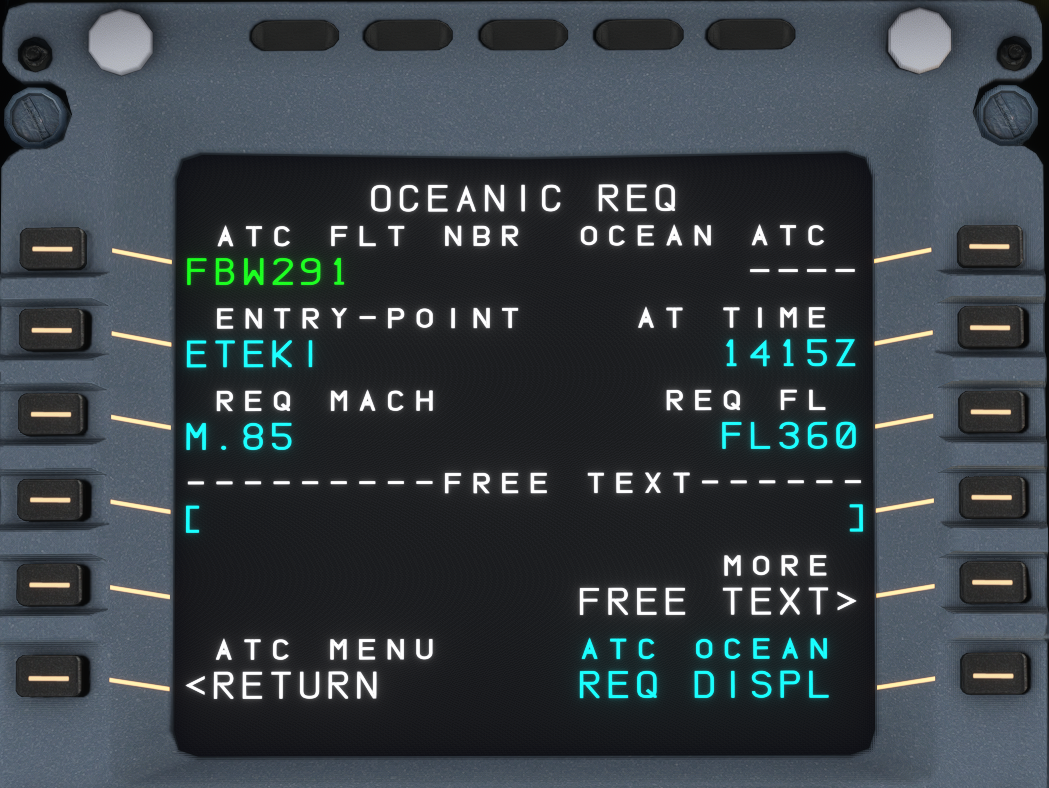 OCEANIC REQ
ATC FLT NBR OCEAN ATC
FBW291 ----
ENTRY-POINT AT TIME
ETEKI 1415Z
REQ MACH REQ FL
M.85 FL360
---------FREE TEXT------
[ ]
MORE
FREE TEXT>
ATC MENU ATC OCEAN
<RETURN REQ DISPL